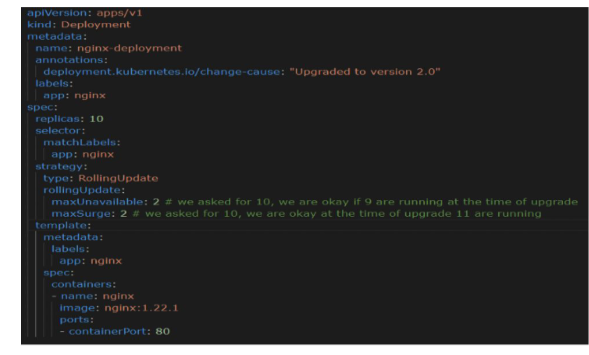 apiVersion: apps/v1
kind: Deployment
metadata:
  name: nginx-deployment
  annotations:
    deployment.kubernetes.io/change-cause: "Upgraded to version 2.0"
  labels:
    app: nginx
spec:
  replicas: 10
  selector:
    matchLabels:
      app: nginx
  strategy:
    type: RollingUpdate
    rollingUpdate:
      maxUnavailable: 2 # we asked for 10, we are okay if 9 are running at the time of upgrade
      maxSurge: 2 # we asked for 10, we are okay at the time of upgrade 11 are running
  template:
    metadata:
      labels:
        app: nginx
    spec:
      containers:
      - name: nginx
        image: nginx:1.22.1
        ports:
        - containerPort: 80